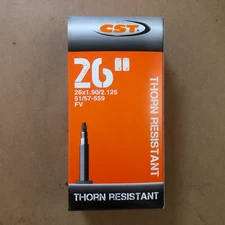 CST
26"
26x1.90/2.125
51/57-559
FV
THORN RESISTANT
THORN RESISTANT